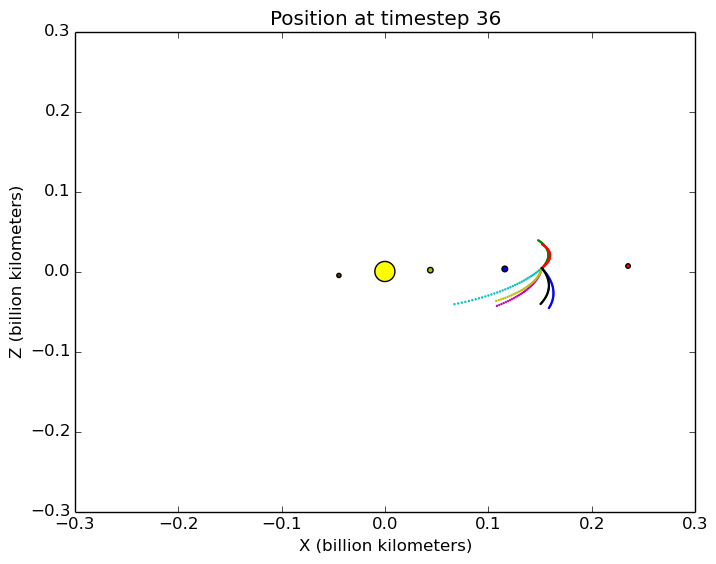 Position at timestep 36
0.3
0.2
0.1
0.0
−0.1
−0.2
−0.3
Z (billion kilometers)
−0.3 −0.2 −0.1 0.0 0.1 0.2 0.3
X (billion kilometers)